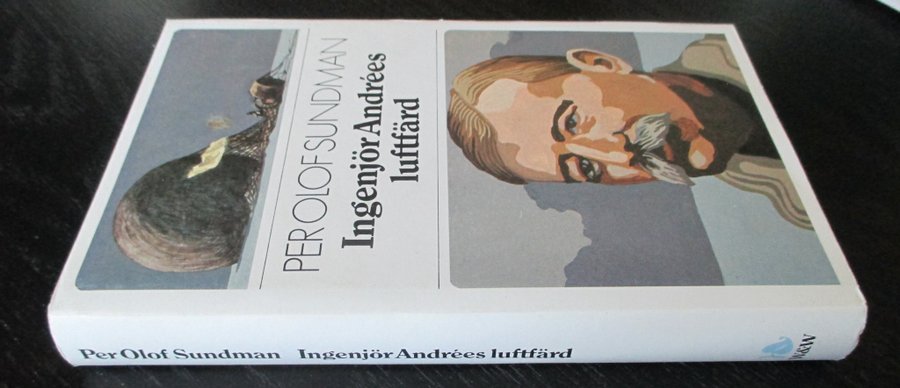 PER OLOF SUNDMAN
Ingenjör Andrées
luftfärd
Per Olof Sundman Ingenjör Andrées luftfärd
W&W